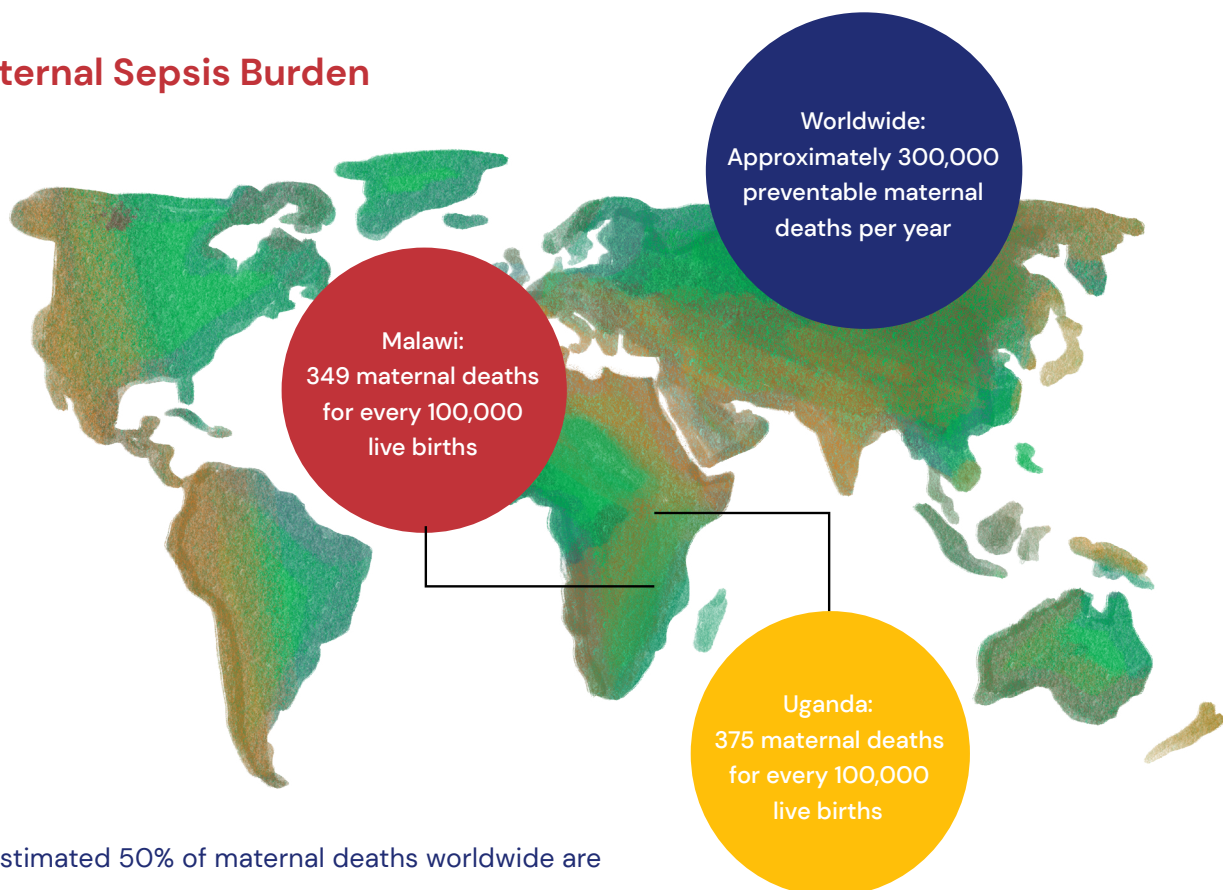 ternal Sepsis Burden
Worldwide:
Approximately 300,000
preventable maternal
deaths per year
Malawi:
349 maternal deaths
for every 100,000
live births
Uganda:
375 maternal deaths
for every 100,000
live births
stimated 50% of maternal deaths worldwide are